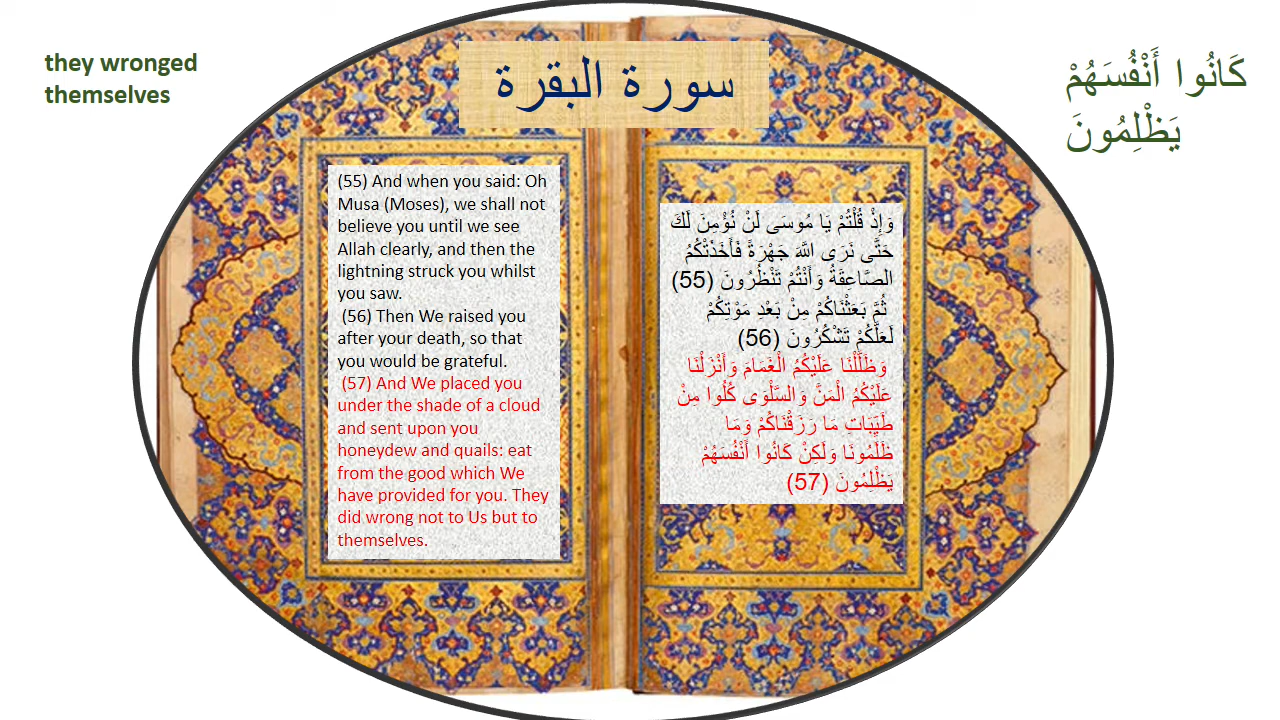 they wronged
themselves
سورة البقرة
كَانُوا أَنْفُسَهُمْ
يَظْلِمُونَ
(55) And when you said: Oh
Musa (Moses), we shall not
believe you until we see
Allah clearly, and then the
lightning struck you whilst
you saw.
(56) Then We raised you
after your death, so that
you would be grateful.
(57) And We placed you
under the shade of a cloud
and sent upon you
honeydew and quails: eat
from the good which We
have provided for you. They
did wrong not to Us but to
themselves.
وَإِذْ قُلْتُمْ يَا مُوسَى لَنْ نُؤْمِنَ لَكَ
حَتَّى نَرَى اللَّهَ جَهْرَةً فَأَخَذَتْكُمُ
الصَّاعِقَةُ وَأَنْتُمْ تَنْظُرُونَ (55)
ثُمَّ بَعَثْنَاكُمْ مِنْ بَعْدِ مَوْتِكُمْ
لَعَلَّكُمْ تَشْكُرُونَ (56)
وَظَلَّلْنَا عَلَيْكُمُ الْغَمَامَ وَأَنْزَلْنَا
عَلَيْكُمُ الْمَنَّ وَالسَّلْوَى كُلُوا مِنْ
طَيِّبَاتِ مَا رَزَقْنَاكُمْ وَمَا
ظَلَمُونَا وَلَكِنْ كَانُوا أَنْفُسَهُمْ
يَظْلِمُونَ (57)